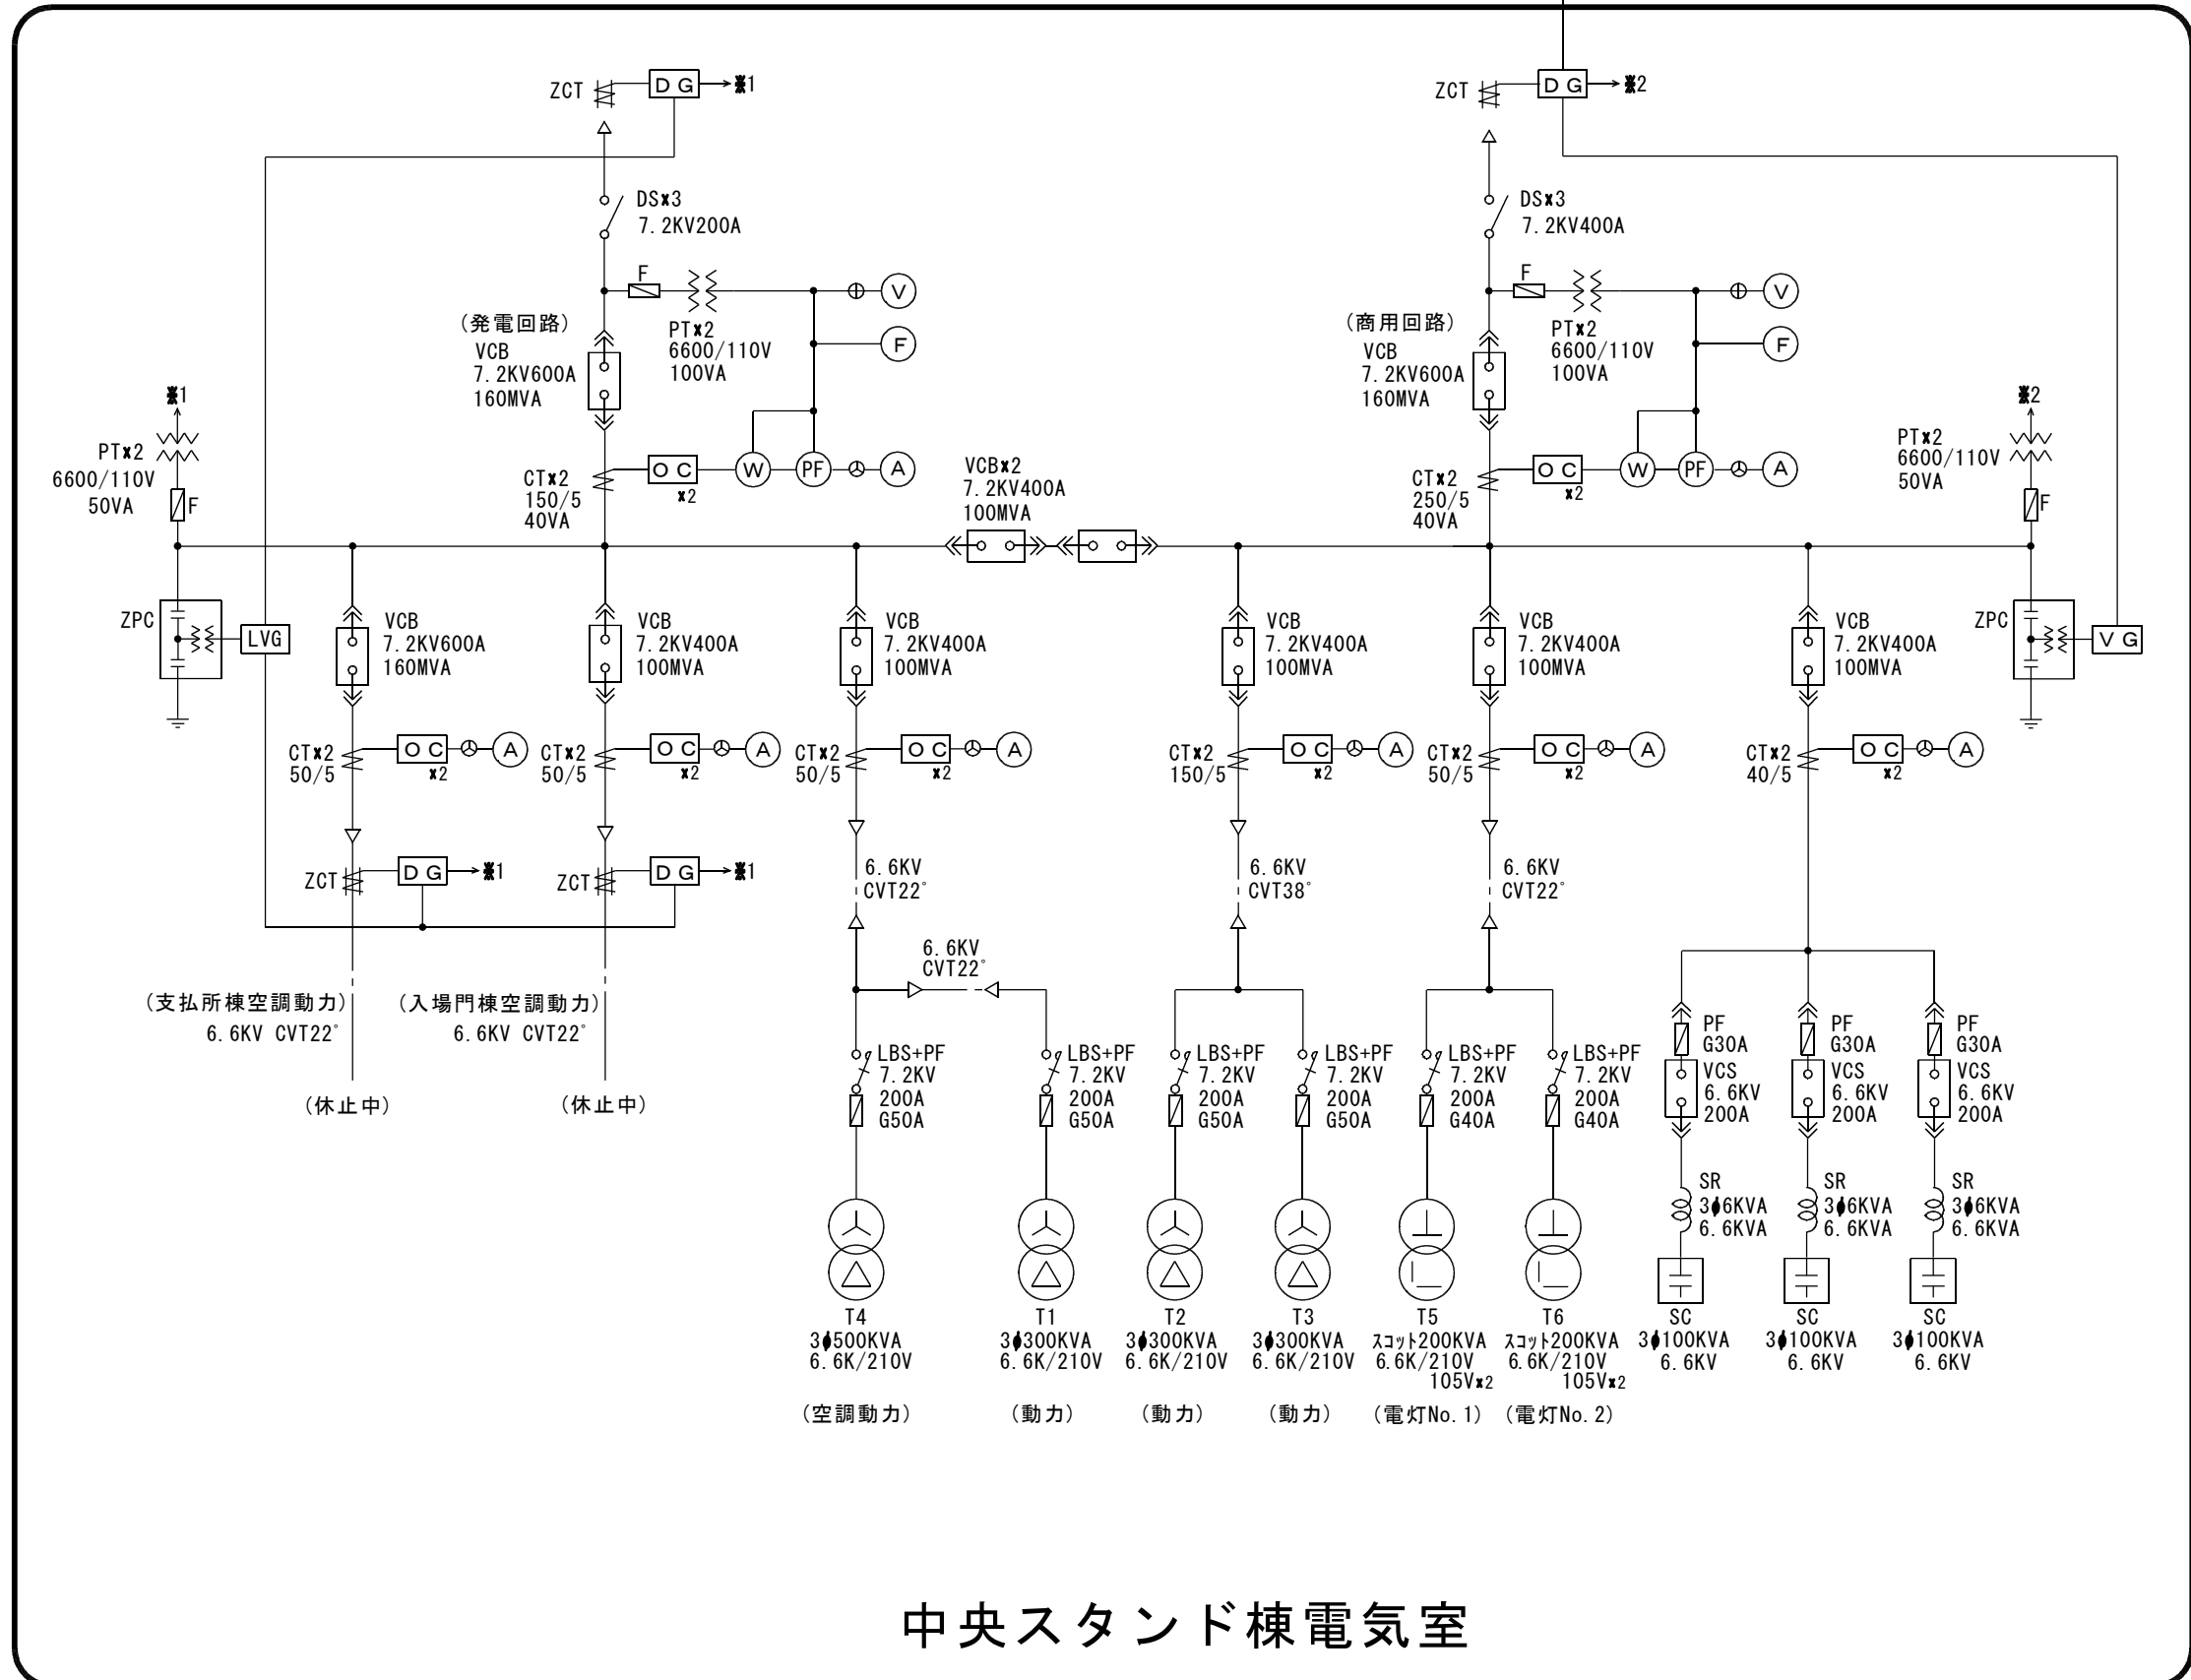 ZCT
D G
※1
ZCT
D G
※2
DS×3
7.2KV200A
DS×3
7.2KV400A
F
V
PT×2
6600/110V
100VA
F
(発電回路)
VCB
7.2KV600A
160MVA
F
V
PT×2
6600/110V
100VA
F
(商用回路)
VCB
7.2KV600A
160MVA
※1
PT×2
6600/110V
50VA
F
CT×2
150/5
40VA
O C
×2
W
PF
A
VCB×2
7.2KV400A
100MVA
CT×2
250/5
40VA
O C
×2
W
PF
A
※2
PT×2
6600/110V
50VA
F
ZPC
LVG
VCB
7.2KV600A
160MVA
VCB
7.2KV400A
100MVA
VCB
7.2KV400A
100MVA
VCB
7.2KV400A
100MVA
VCB
7.2KV400A
100MVA
VCB
7.2KV400A
100MVA
ZPC
V G
CT×2
50/5
O C
×2
A
CT×2
50/5
O C
×2
A
CT×2
50/5
O C
×2
A
CT×2
150/5
O C
×2
A
CT×2
50/5
O C
×2
A
CT×2
40/5
O C
×2
A
ZCT
D G
※1
ZCT
D G
※1
6.6KV
CVT22°
6.6KV
CVT38°
6.6KV
CVT22°
6.6KV
CVT22°
(支払所棟空調動力)
6.6KV CVT22°
(休止中)
(入場門棟空調動力)
6.6KV CVT22°
(休止中)
LBS+PF
7.2KV
200A
G50A
LBS+PF
7.2KV
200A
G50A
LBS+PF
7.2KV
200A
G50A
LBS+PF
7.2KV
200A
G50A
LBS+PF
7.2KV
200A
G40A
LBS+PF
7.2KV
200A
G40A
PF
G30A
VCS
6.6KV
200A
PF
G30A
VCS
6.6KV
200A
PF
G30A
VCS
6.6KV
200A
SR
3φ6KVA
6.6KVA
SR
3φ6KVA
6.6KVA
SR
3φ6KVA
6.6KVA
T4
3φ500KVA
6.6K/210V
(空調動力)
T1
3φ300KVA
6.6K/210V
(動力)
T2
3φ300KVA
6.6K/210V
(動力)
T3
3φ300KVA
6.6K/210V
(動力)
T5
スコット200KVA
6.6K/210V
105V×2
(電灯No.1)
T6
スコット200KVA
6.6K/210V
105V×2
(電灯No.2)
SC
3φ100KVA
6.6KV
SC
3φ100KVA
6.6KV
SC
3φ100KVA
6.6KV
中央スタンド棟電気室